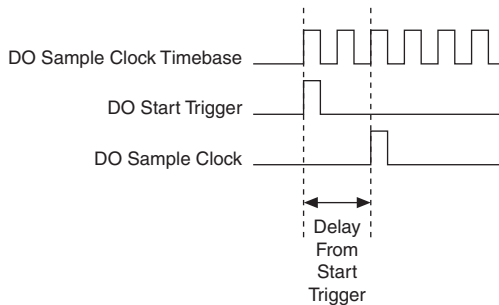 DO Sample Clock Timebase
DO Start Trigger
DO Sample Clock
Delay
From
Start
Trigger